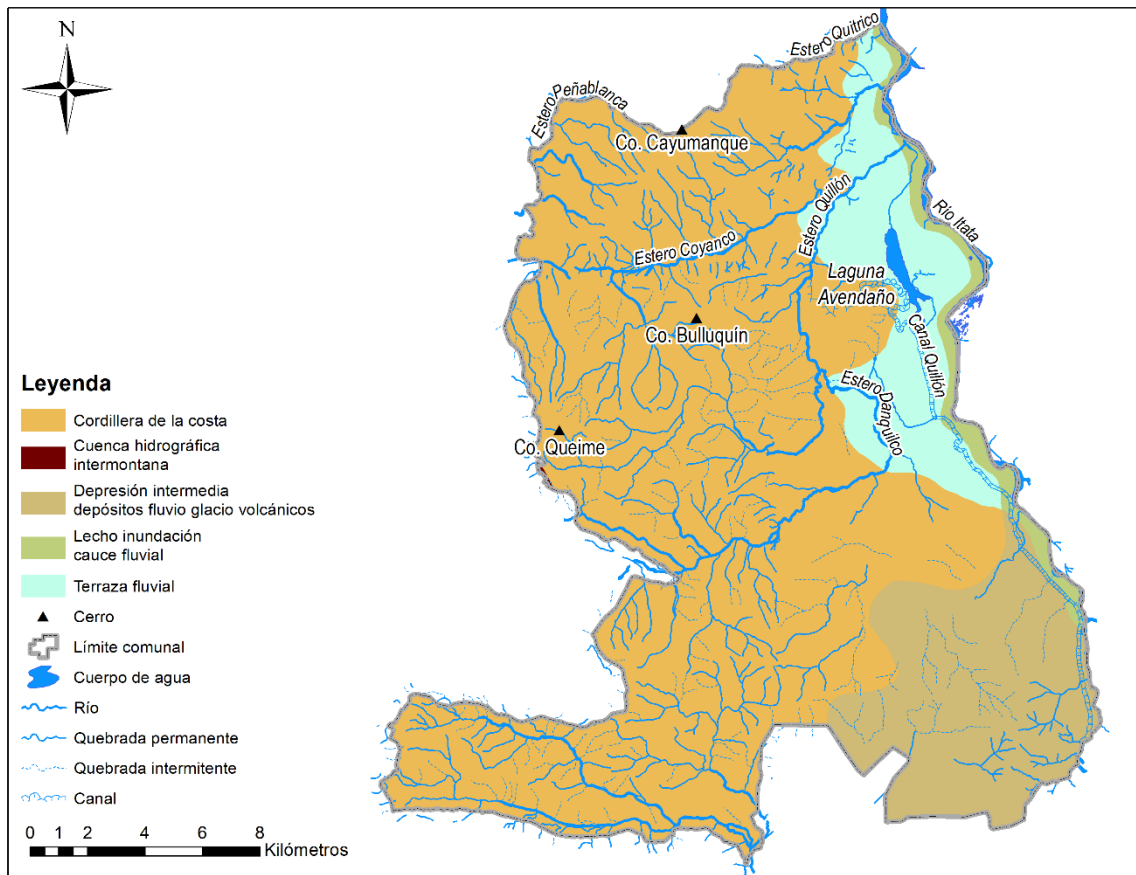 N
Estero Quitrico
Estero Peñablanca
Co. Cayumanque
Estero Quillón
Río Itata
Estero Coyanco
Laguna
Avendaño
Co. Bulluquín
Canal Quillón
Estero Danquilco
Co. Queime
Leyenda
Cordillera de la costa
Cuenca hidrográfica
intermontana
Depresión intermedia
depósitos fluvio glacio volcánicos
Lecho inundación
cauce fluvial
Terraza fluvial
Cerro
Límite comunal
Cuerpo de agua
Río
Quebrada permanente
Quebrada intermitente
Canal
0 1 2 4 6 8
Kilómetros